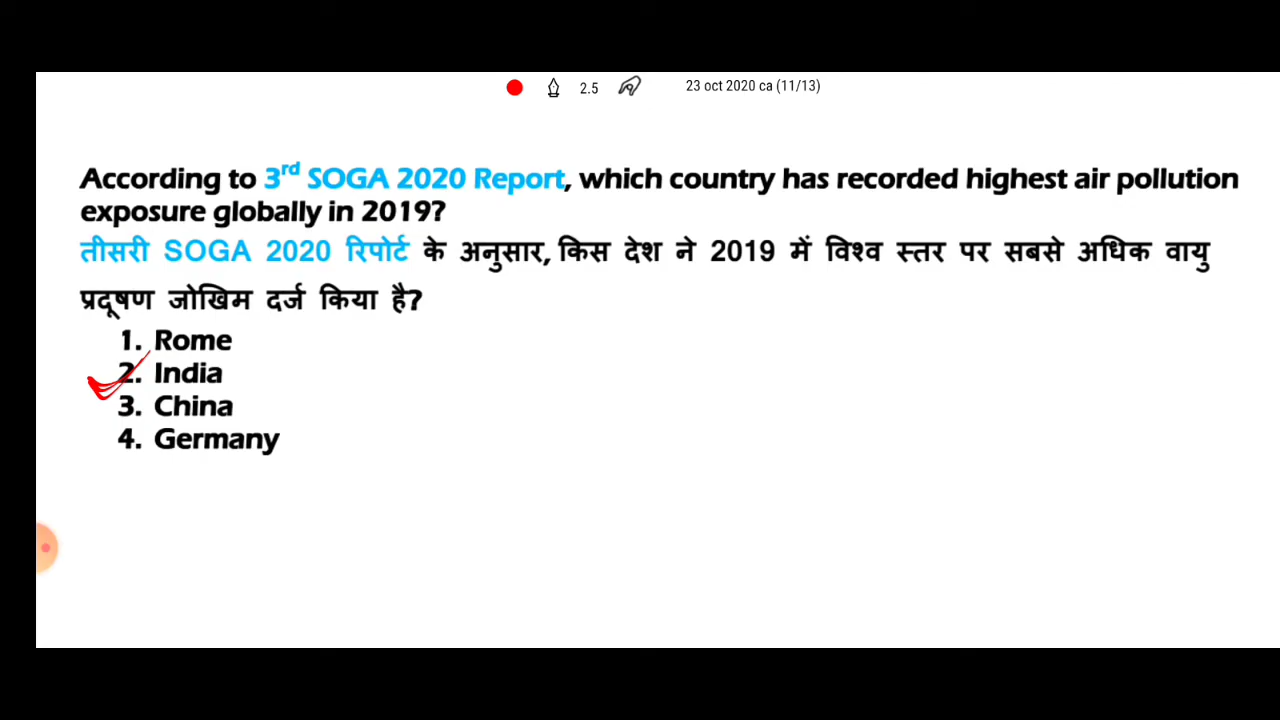 2.5 23 oct 2020 ca (11/13)
According to 3rd SOGA 2020 Report, which country has recorded highest air pollution
exposure globally in 2019?
तीसरी SOGA 2020 रिपोर्ट के अनुसार, किस देश ने 2019 में विश्व स्तर पर सबसे अधिक वायु
प्रदूषण जोखिम दर्ज किया है?
1. Rome
2. India
3. China
4. Germany